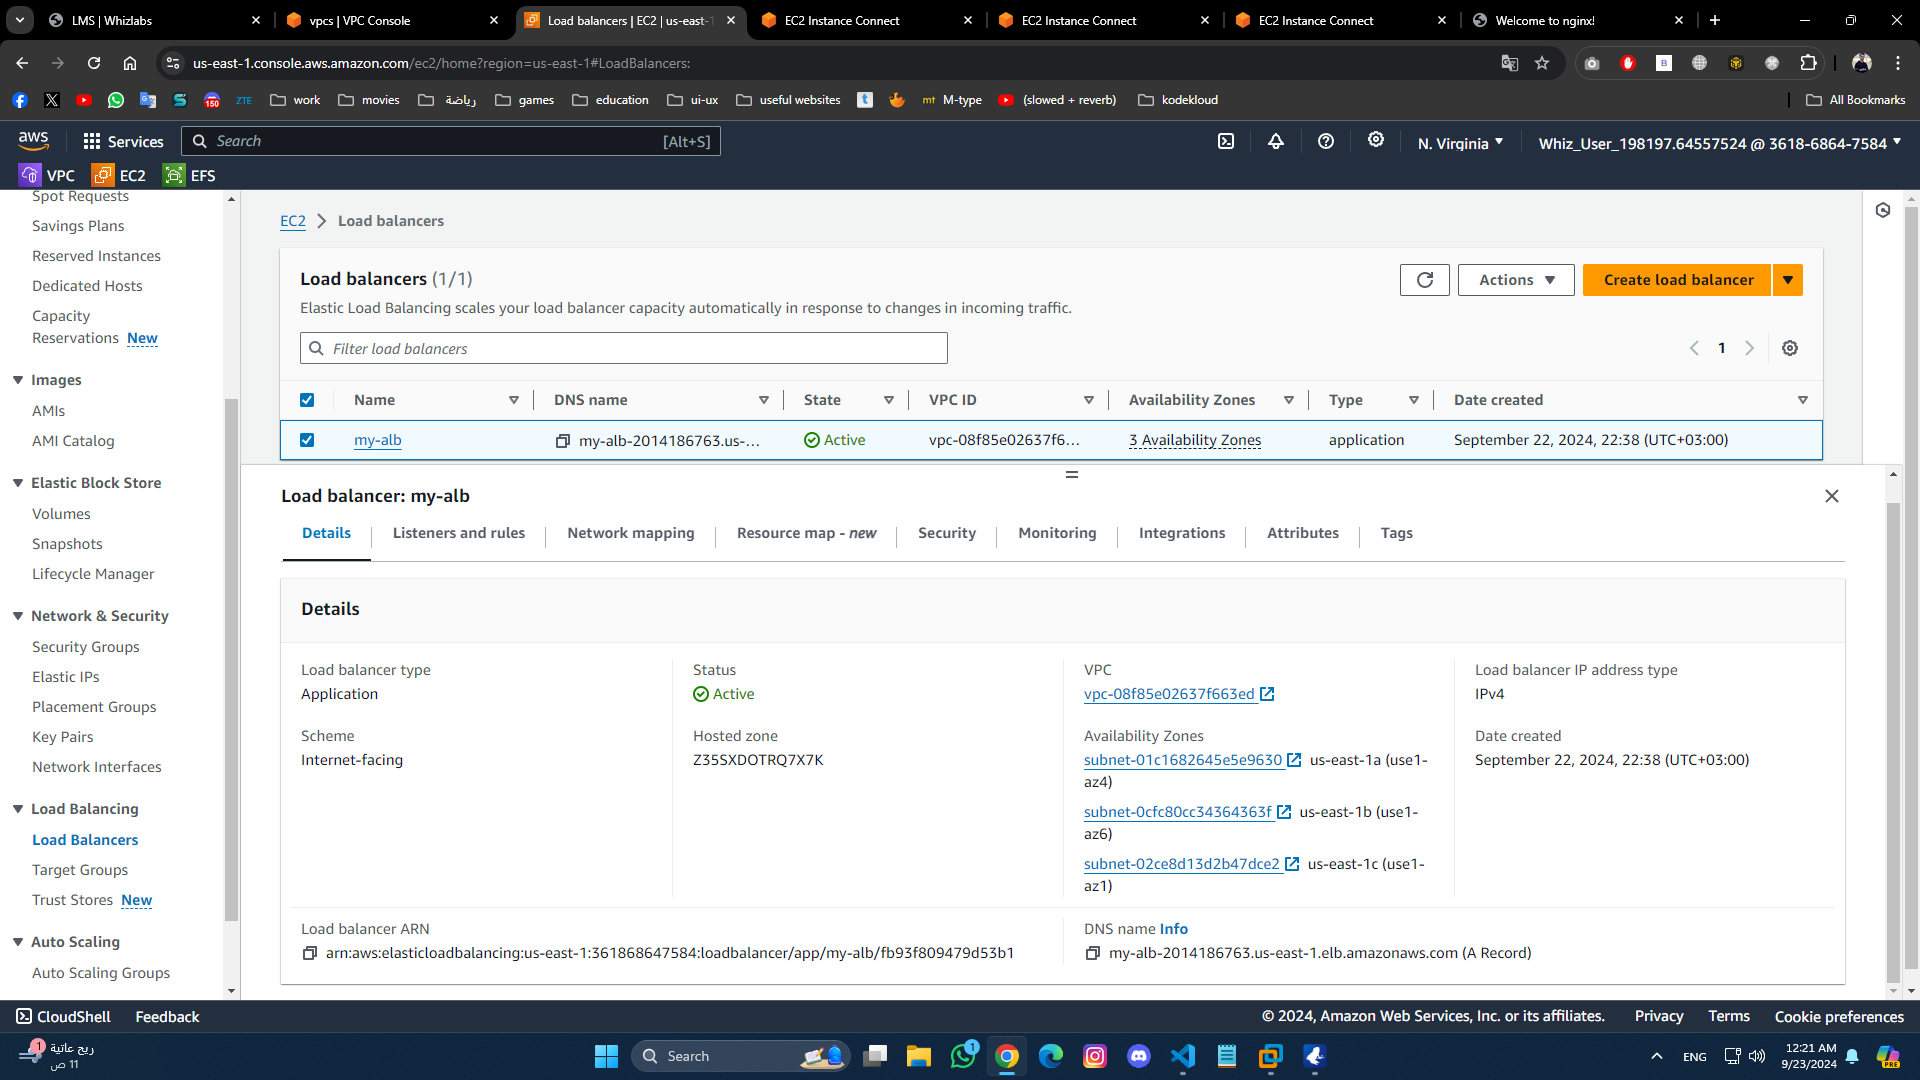 LMS | Whizlabs
vpcs | VPC Console
Load balancers | EC2 | us-east-1
EC2 Instance Connect
EC2 Instance Connect
EC2 Instance Connect
Welcome to nginx!
us-east-1.console.aws.amazon.com/ec2/home?region=us-east-1#LoadBalancers:
150
ZTE
work
movies
رياضة
games
education
ui-ux
useful websites
mt M-type
(slowed + reverb)
kodekloud
All Bookmarks
aws
Services
Search
[Alt+S]
N. Virginia
Whiz_User_198197.64557524 @ 3618-6864-7584
VPC
EC2
EFS
Spot Requests
Savings Plans
Reserved Instances
Dedicated Hosts
Capacity
Reservations New
Images
AMIs
AMI Catalog
Elastic Block Store
Volumes
Snapshots
Lifecycle Manager
Network & Security
Security Groups
Elastic IPs
Placement Groups
Key Pairs
Network Interfaces
Load Balancing
Load Balancers
Target Groups
Trust Stores New
Auto Scaling
Auto Scaling Groups
EC2 > Load balancers
Load balancers (1/1)
Elastic Load Balancing scales your load balancer capacity automatically in response to changes in incoming traffic.
Actions
Create load balancer
Filter load balancers
1
Name
DNS name
State
VPC ID
Availability Zones
Type
Date created
my-alb
my-alb-2014186763.us-...
Active
vpc-08f85e02637f6...
3 Availability Zones
application
September 22, 2024, 22:38 (UTC+03:00)
Load balancer: my-alb
Details
Listeners and rules
Network mapping
Resource map - new
Security
Monitoring
Integrations
Attributes
Tags
Details
Load balancer type
Application
Status
Active
VPC
vpc-08f85e02637f663ed
Load balancer IP address type
IPv4
Scheme
Internet-facing
Hosted zone
Z35SXDOTRQ7X7K
Availability Zones
subnet-01c1682645e5e9630 us-east-1a (use1-
az4)
subnet-0cfc80cc34364363f us-east-1b (use1-
az6)
subnet-02ce8d13d2b47dce2 us-east-1c (use1-
az1)
Date created
September 22, 2024, 22:38 (UTC+03:00)
Load balancer ARN
arn:aws:elasticloadbalancing:us-east-1:361868647584:loadbalancer/app/my-alb/fb93f809479d53b1
DNS name Info
my-alb-2014186763.us-east-1.elb.amazonaws.com (A Record)
CloudShell
Feedback
© 2024, Amazon Web Services, Inc. or its affiliates.
Privacy
Terms
Cookie preferences
1
ريح عاتية
11 ص
Search
1
ENG
12:21 AM
9/23/2024
PRE